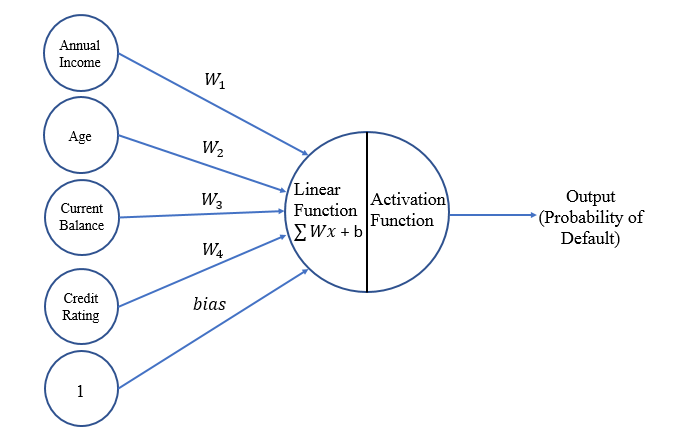 Annual
Income
W₁
Age
W₂
Current
Balance
W₃
Credit
Rating
W₄
1
bias
Linear
Function
∑Wx + b
Activation
Function
Output
(Probability of
Default)